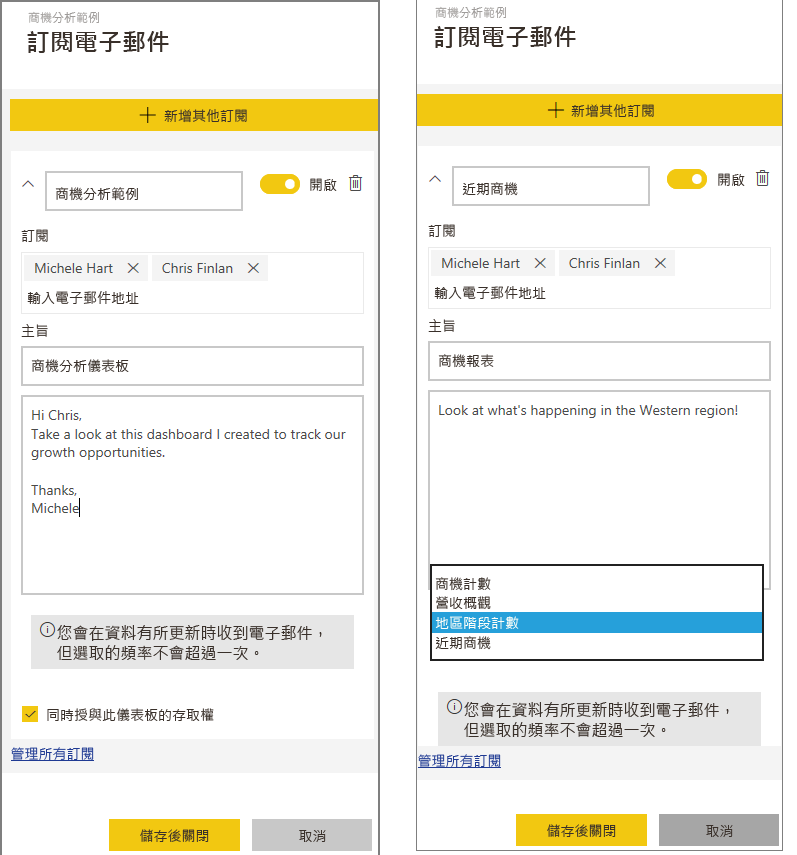 商機分析範例
訂閱電子郵件
新增其他訂閱
商機分析範例
開啟
訂閱
Michele Hart
Chris Finlan
輸入電子郵件地址
主旨
商機分析儀表板
Hi Chris,
Take a look at this dashboard I created to track our
growth opportunities.
Thanks,
Michele
您會在資料有所更新時收到電子郵件，
但選取的頻率不會超過一次。
同時授與此儀表板的存取權
管理所有訂閱
儲存後關閉
取消
商機分析範例
訂閱電子郵件
新增其他訂閱
近期商機
開啟
訂閱
Michele Hart
Chris Finlan
輸入電子郵件地址
主旨
商機報表
Look at what's happening in the Western region!
商機計數
營收概觀
地區階段計數
近期商機
您會在資料有所更新時收到電子郵件，
但選取的頻率不會超過一次。
管理所有訂閱
儲存後關閉
取消